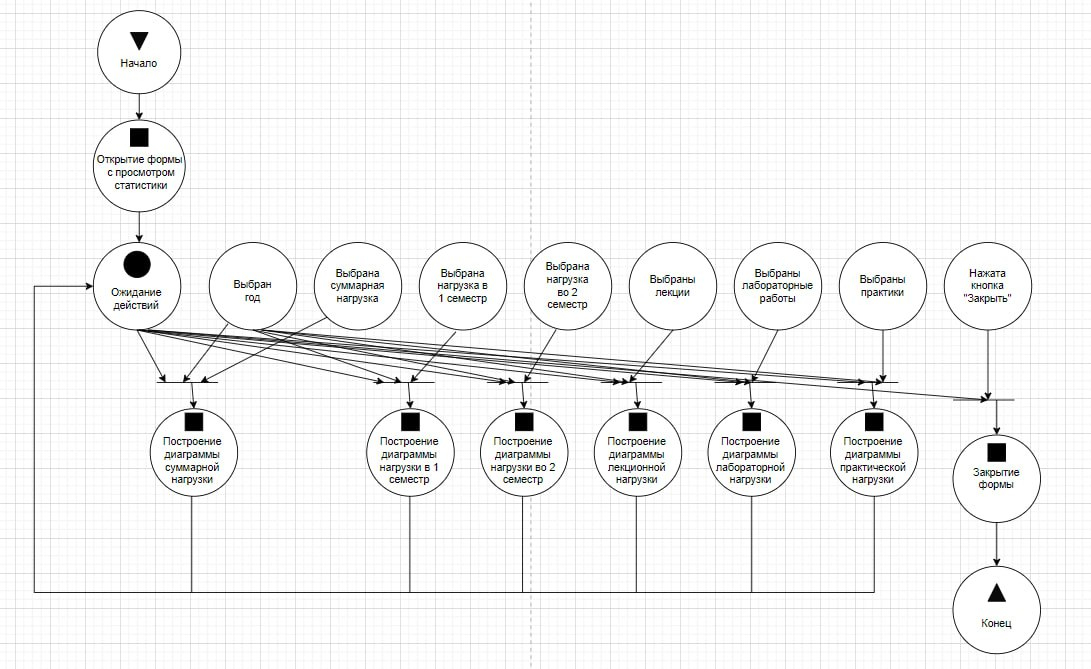 Начало
Открытие формы
с просмотром
статистики
Ожидание
действий
Выбран
год
Выбрана
суммарная
нагрузка
Выбрана
нагрузка в
1 семестр
Выбрана
нагрузка
во 2
семестр
Выбраны
лекции
Выбраны
лабораторные
работы
Выбраны
практики
Нажата
кнопка
"Закрыть"
Построение
диаграммы
суммарной
нагрузки
Построение
диаграммы
нагрузки в 1
семестр
Построение
диаграммы
нагрузки во 2
семестр
Построение
диаграммы
лекционной
нагрузки
Построение
диаграммы
лабораторной
нагрузки
Построение
диаграммы
практической
нагрузки
Закрытие
формы
Конец